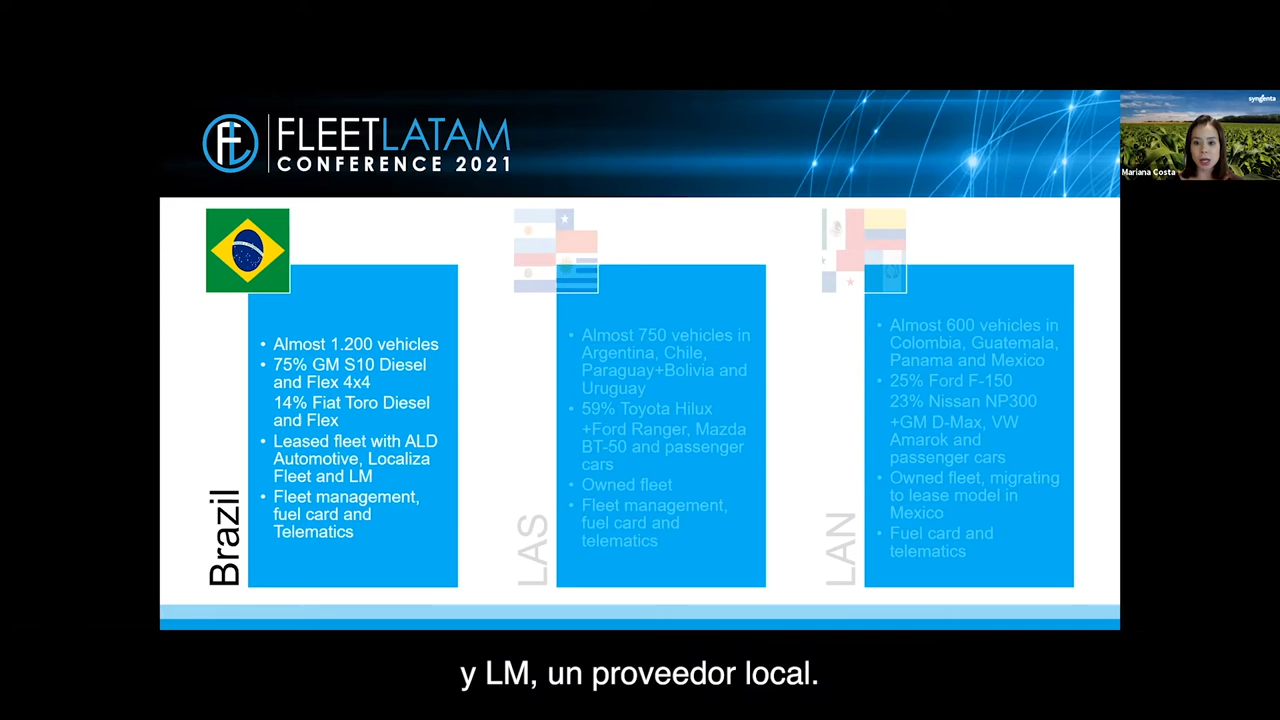 FLEETLATAM
CONFERENCE 2021
syngenta
Mariana Costa
Brazil
• Almost 1.200 vehicles
• 75% GM S10 Diesel
and Flex 4x4
14% Fiat Toro Diesel
and Flex
• Leased fleet with ALD
Automotive, Localiza
Fleet and LM
• Fleet management,
fuel card and
Telematics
LAS
• Almost 750 vehicles in
Argentina, Chile,
Paraguay+Bolivia and
Uruguay
• 59% Toyota Hilux
+Ford Ranger, Mazda
BT-50 and passenger
cars
• Owned fleet
• Fleet management,
fuel card and
telematics
LAN
• Almost 600 vehicles in
Colombia, Guatemala,
Panama and Mexico
• 25% Ford F-150
23% Nissan NP300
+GM D-Max, VW
Amarok and
passenger cars
• Owned fleet, migrating
to lease model in
Mexico
• Fuel card and
telematics
y LM, un proveedor local.